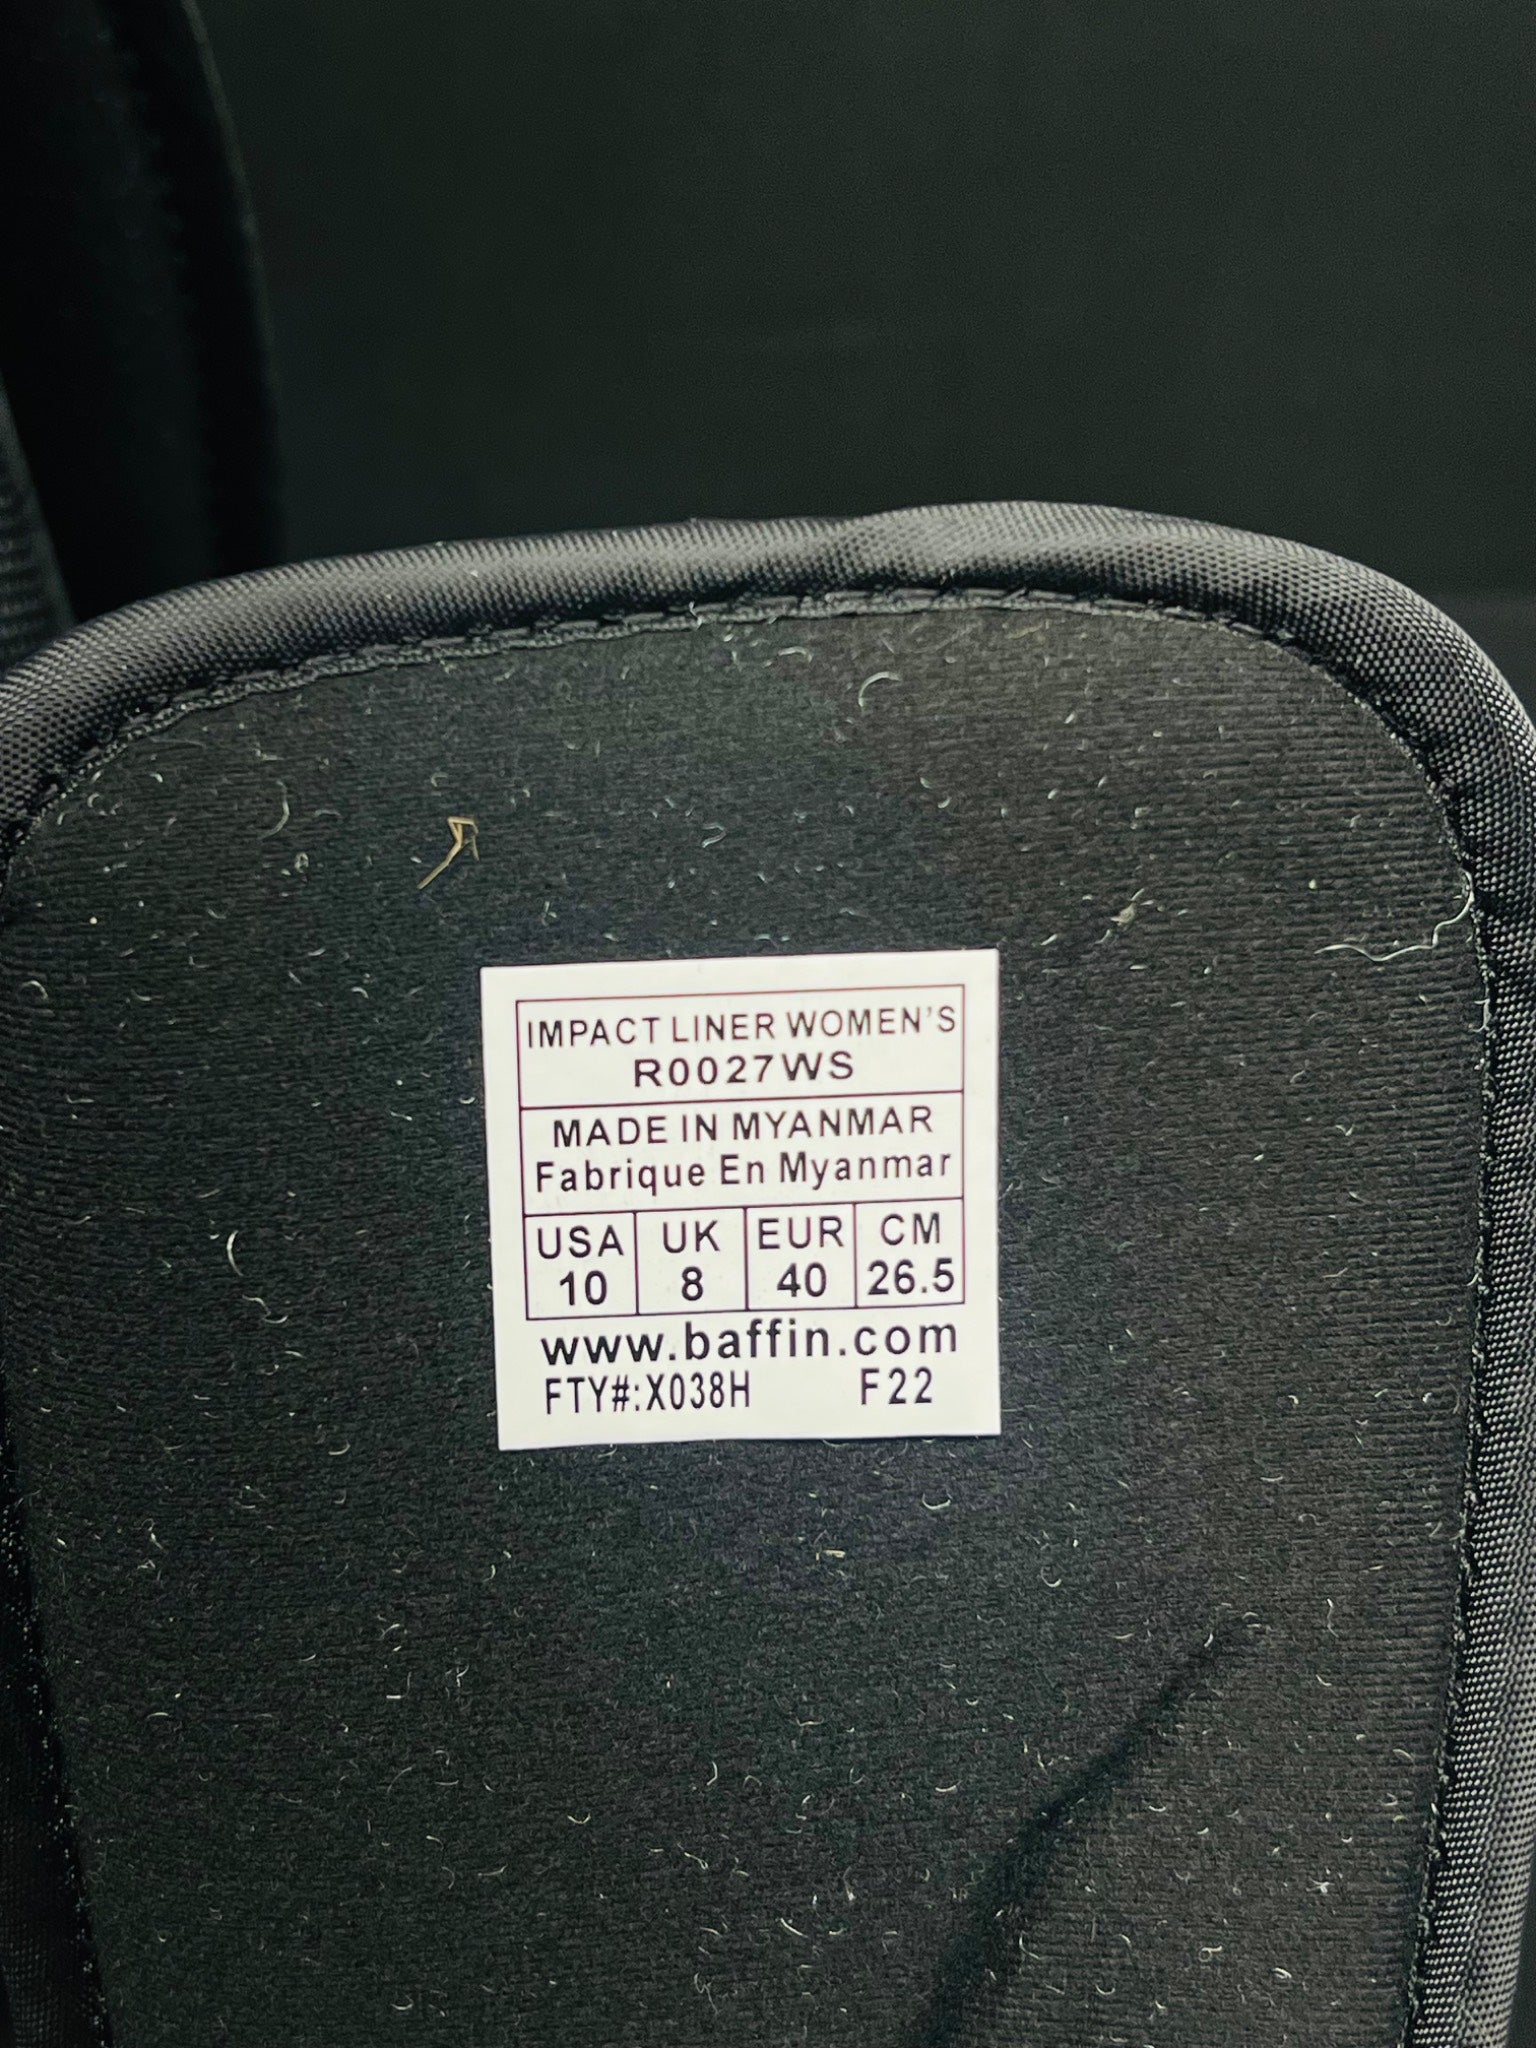 IMPACT LINER WOMEN'S
R0027WS
MADE IN MYANMAR
Fabrique En Myanmar
USA UK EUR CM
10 8 40 26.5
www.baffin.com
FTY#:X038H F22